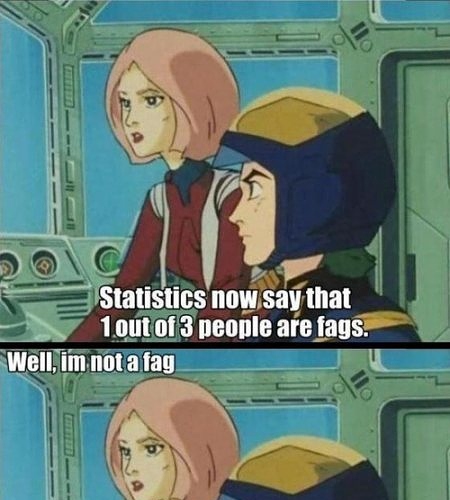 Statistics now say that
1 out of 3 people are fags.
Well, im not a fag